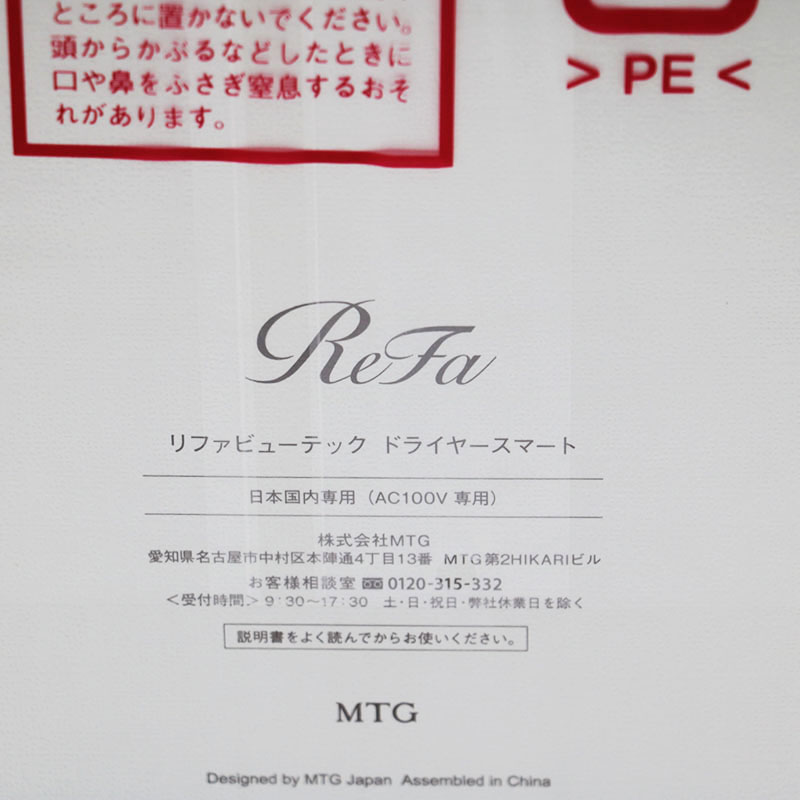 ところに置かないでください。
頭からかぶるなどしたときに
口や鼻をふさぎ窒息するおそ
れがあります。
> PE <
ReFa
リファビューテック ドライヤースマート
日本国内専用（AC100V 専用）
株式会社MTG
愛知県名古屋市中村区本陣通4丁目13番 MTG第2HIKARIビル
お客様相談室 0120-315-332
＜受付時間＞9:30～17:30 土・日・祝日・弊社休業日を除く
説明書をよく読んでからお使いください。
MTG
Designed by MTG Japan Assembled in China